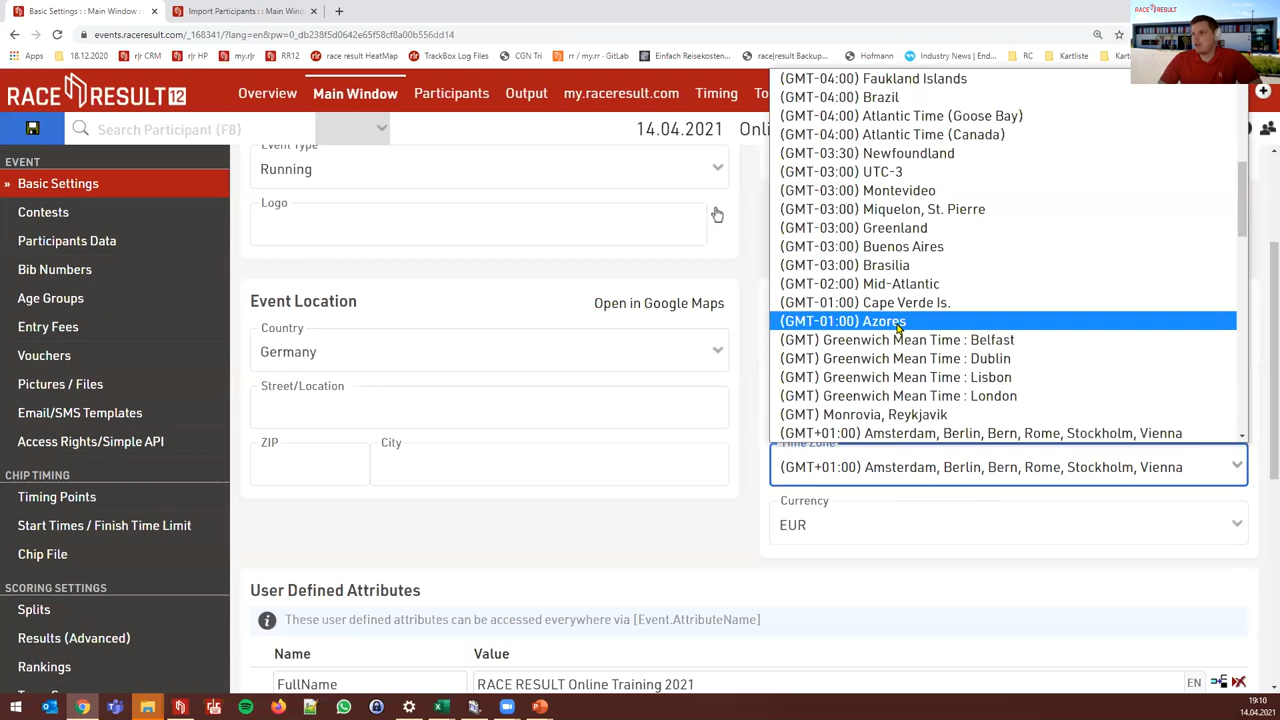 Basic Settings : : Main Window :
Import Participants : : Main Wind
events.raceresult.com/_168341/?lang=en&pw=0_db238f5d0642e65f58cf8a00b556dd14
Apps
18.12.2020
r|r CRM
r|r HP
my.r|r
RR12
race result HeatMap
TrackBox Log Files
CGN Tri
rr / my.rr · GitLab
Einfach Reisekosten...
race|result Backup...
Hofmann
Industry News | End...
RC
Kartliste
RACE RESULT 12
Overview
Main Window
Participants
Output
my.raceresult.com
Timing
To
Search Participant (F8)
14.04.2021
Onli
EVENT
» Basic Settings
Contests
Participants Data
Bib Numbers
Age Groups
Entry Fees
Vouchers
Pictures / Files
Email/SMS Templates
Access Rights/Simple API
CHIP TIMING
Timing Points
Start Times / Finish Time Limit
Chip File
SCORING SETTINGS
Splits
Results (Advanced)
Rankings
Event Type
Running
Logo
Event Location
Open in Google Maps
Country
Germany
Street/Location
ZIP
City
(GMT-04:00) Faukland Islands
(GMT-04:00) Brazil
(GMT-04:00) Atlantic Time (Goose Bay)
(GMT-04:00) Atlantic Time (Canada)
(GMT-03:30) Newfoundland
(GMT-03:00) UTC-3
(GMT-03:00) Montevideo
(GMT-03:00) Miquelon, St. Pierre
(GMT-03:00) Greenland
(GMT-03:00) Buenos Aires
(GMT-03:00) Brasilia
(GMT-02:00) Mid-Atlantic
(GMT-01:00) Cape Verde Is.
(GMT-01:00) Azores
(GMT) Greenwich Mean Time : Belfast
(GMT) Greenwich Mean Time : Dublin
(GMT) Greenwich Mean Time : Lisbon
(GMT) Greenwich Mean Time : London
(GMT) Monrovia, Reykjavik
(GMT+01:00) Amsterdam, Berlin, Bern, Rome, Stockholm, Vienna
Time Zone
(GMT+01:00) Amsterdam, Berlin, Bern, Rome, Stockholm, Vienna
Currency
EUR
User Defined Attributes
These user defined attributes can be accessed everywhere via [Event.AttributeName]
Name
Value
FullName
RACE RESULT Online Training 2021
EN
19:10
14.04.2021